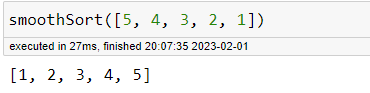 smoothSort([5, 4, 3, 2, 1])
executed in 27ms, finished 20:07:35 2023-02-01
[1, 2, 3, 4, 5]